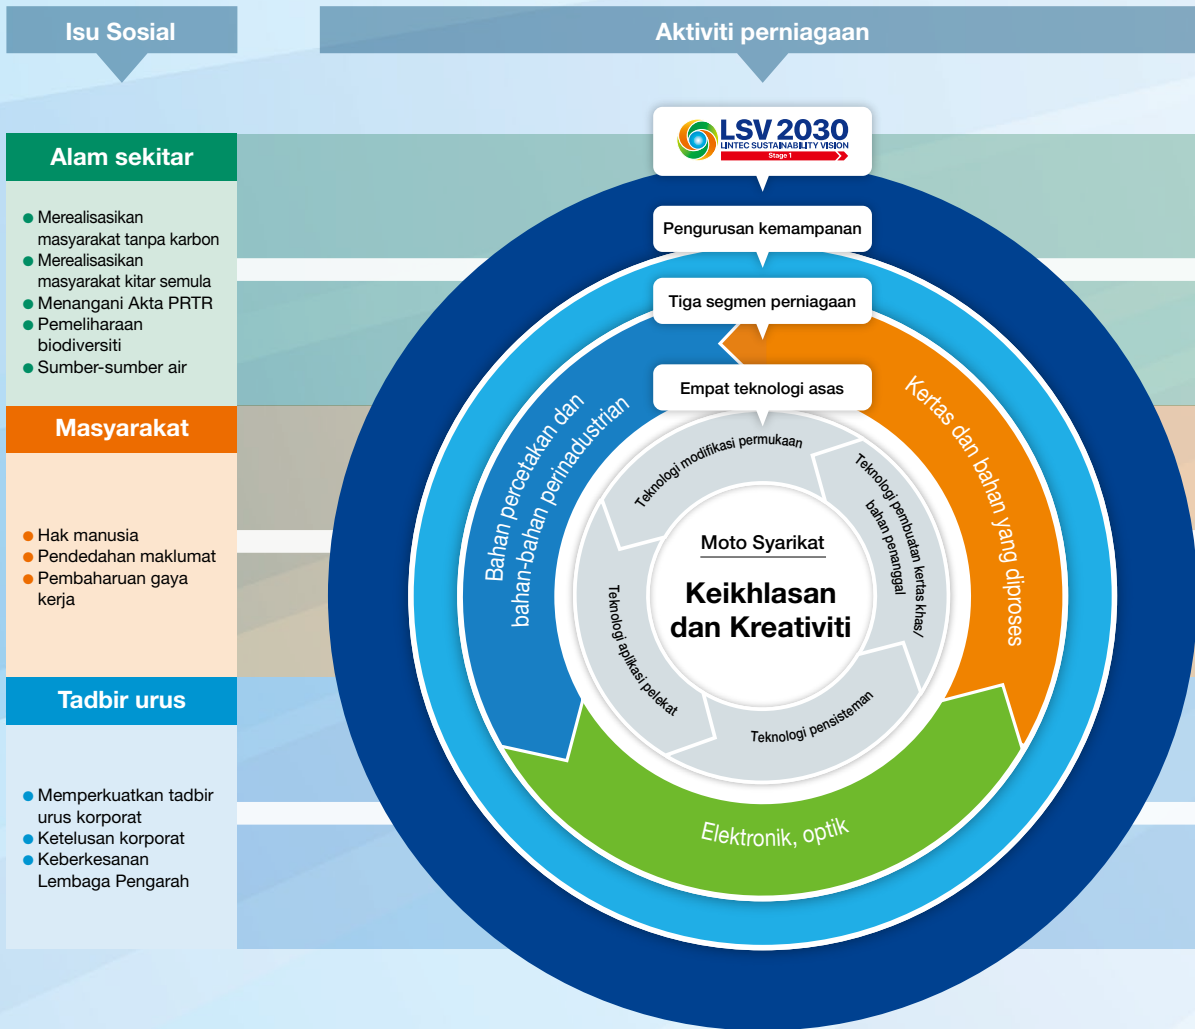 Isu Sosial
Aktiviti perniagaan
Alam sekitar
Merealisasikan
masyarakat tanpa karbon
Merealisasikan
masyarakat kitar semula
Menangani Akta PRTR
Pemeliharaan
biodiversiti
Sumber-sumber air
Masyarakat
Hak manusia
Pendedahan maklumat
Pembaharuan gaya
kerja
Tadbir urus
Memperkuatkan tadbir
urus korporat
Ketelusan korporat
Keberkesanan
Lembaga Pengarah
LSV 2030
LINTEC SUSTAINABILITY VISION
Stage 1
Pengurusan kemampanan
Tiga segmen perniagaan
Bahan percetakan dan
bahan-bahan perinadustrian
Kertas dan bahan yang diproses
Elektronik, optik
Empat teknologi asas
Teknologi modifikasi permukaan
Teknologi pembuatan kertas khas/
bahan penanggal
Teknologi pensisteman
Teknologi aplikasi pelekat
Moto Syarikat
Keikhlasan
dan Kreativiti